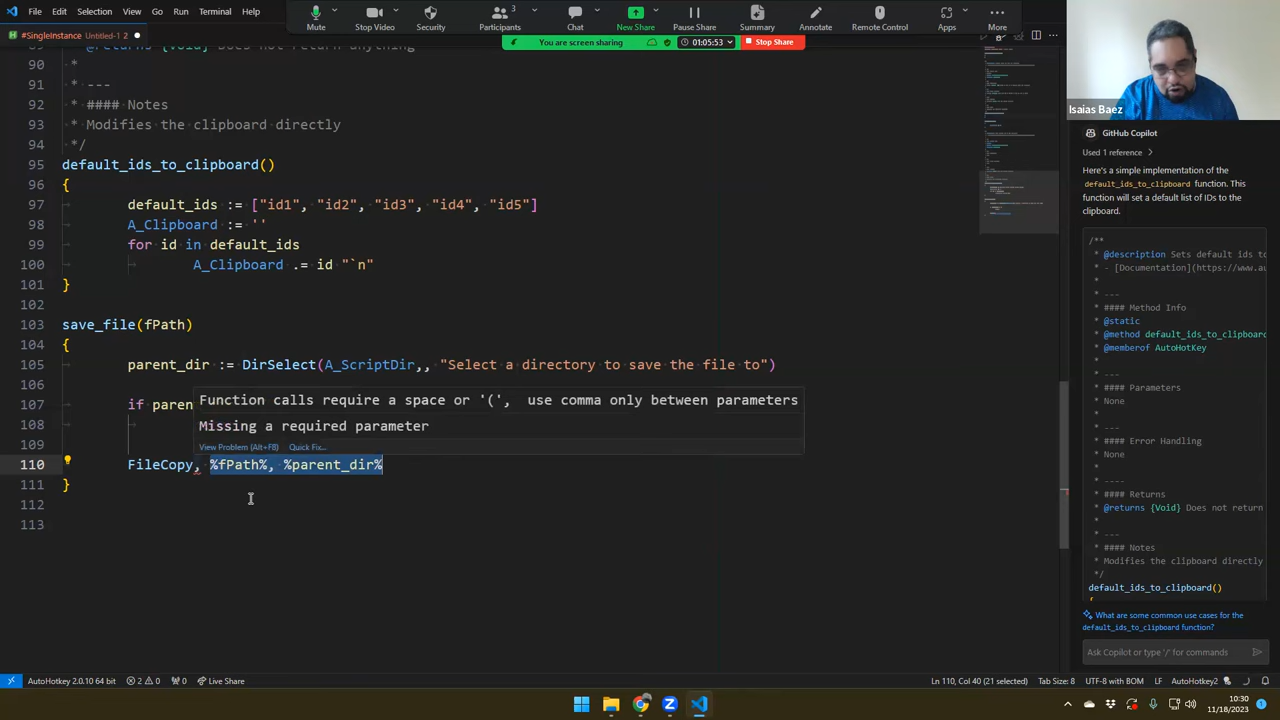 File Edit Selection View Go Run Terminal Help
Mute
Stop Video
Security
Participants
3
Chat
New Share
Pause Share
Summary
Annotate
Remote Control
Apps
More
You are screen sharing
01:05:53
Stop Share
#SingleInstance Untitled-1 2
@returns {Void} Does not return anything
90 *
91 * ---
92 * #### Notes
93 * Modifies the clipboard directly
94 */
95 default_ids_to_clipboard()
96 {
97 default_ids := ["id1", "id2", "id3", "id4", "id5"]
98 A_Clipboard := ''
99 for id in default_ids
100 A_Clipboard .= id "`n"
101 }
102
103 save_file(fPath)
104 {
105 parent_dir := DirSelect(A_ScriptDir,, "Select a directory to save the file to")
106
107 if paren
108
109
110 FileCopy, %fPath%, %parent_dir%
111 }
112
113
Function calls require a space or '(', use comma only between parameters
Missing a required parameter
View Problem (Alt+F8) Quick Fix...
Isaias Baez
GitHub Copilot
Used 1 reference
Here's a simple implementation of the
default_ids_to_clipboard function. This
function will set a default list of IDs to the
clipboard.
/**
* @description Sets default ids to
* - [Documentation](https://www.au
*
* ---
* #### Method Info
* @static
* @method default_ids_to_clipboard
* @memberof AutoHotKey
*
* ---
* #### Parameters
* None
*
* ---
* #### Error Handling
* None
*
* ----
* #### Returns
* @returns {Void} Does not return
*
* ---
* #### Notes
* Modifies the clipboard directly
*/
default_ids_to_clipboard()
What are some common use cases for the
default_ids_to_clipboard function?
Ask Copilot or type '/' for commands
AutoHotkey 2.0.10 64 bit
2 0
0
Live Share
Ln 110, Col 40 (21 selected)
Tab Size: 8
UTF-8 with BOM
LF
AutoHotkey2
10:30
11/18/2023